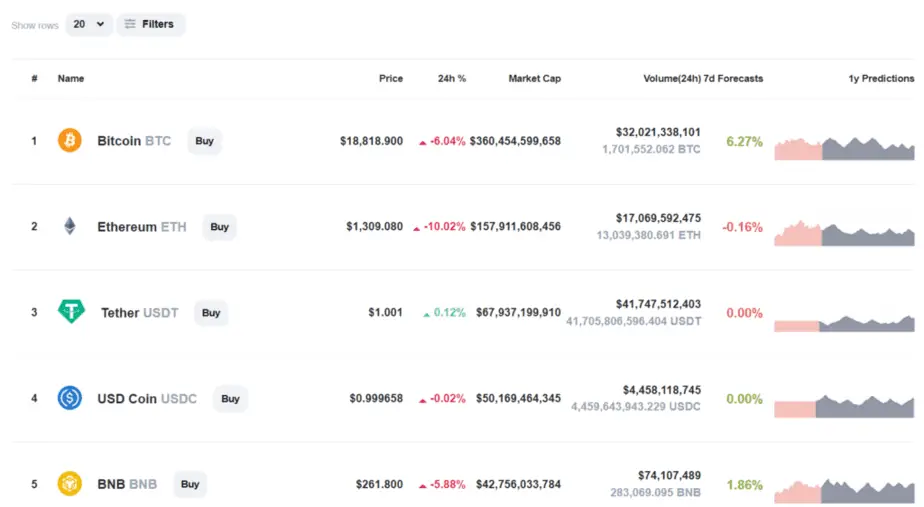 Show rows 20 Filters
# Name Price 24h % Market Cap Volume(24h) 7d Forecasts 1y Predictions
1 Bitcoin BTC Buy $18,818.900 -6.04% $360,454,599,658 $32,021,338,101 6.27%
1,701,552.062 BTC
2 Ethereum ETH Buy $1,309.080 -10.02% $157,911,608,456 $17,069,592,475 -0.16%
13,039,380.691 ETH
3 Tether USDT Buy $1.001 0.12% $67,937,199,910 $41,747,512,403 0.00%
41,705,806,596.404 USDT
4 USD Coin USDC Buy $0.999658 -0.02% $50,169,464,345 $4,458,118,745 0.00%
4,459,643,943.229 USDC
5 BNB BNB Buy $261.800 -5.88% $42,756,033,784 $74,107,489 1.86%
283,069.095 BNB